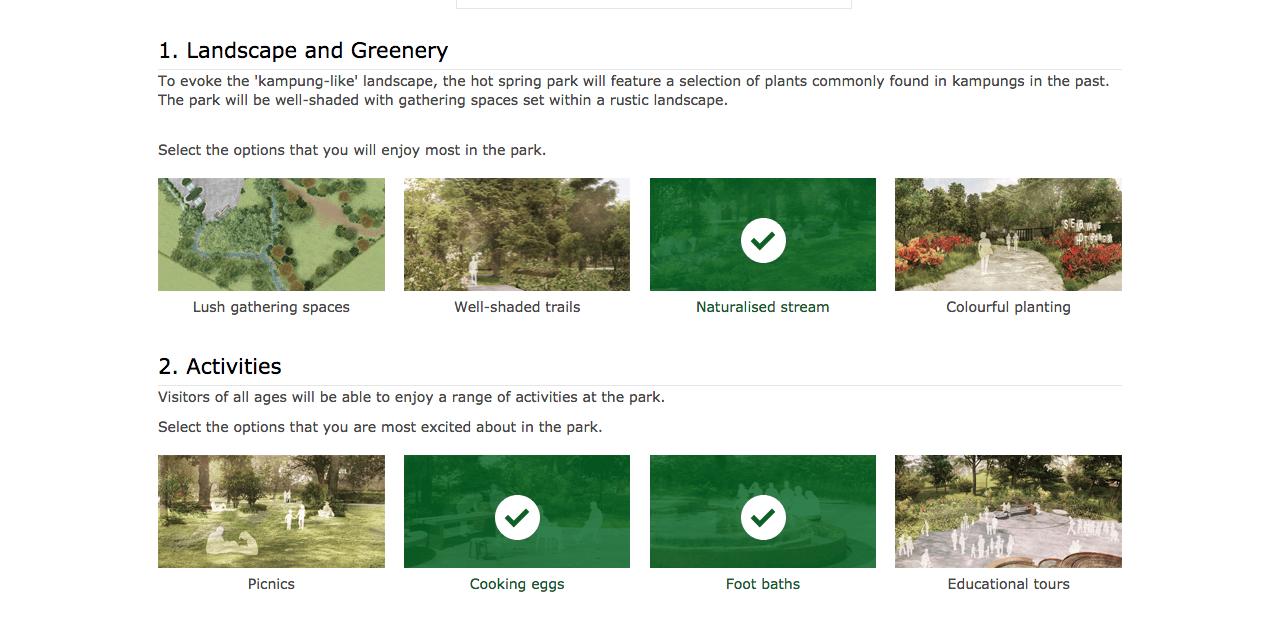 1. Landscape and Greenery
To evoke the 'kampung-like' landscape, the hot spring park will feature a selection of plants commonly found in kampungs in the past.
The park will be well-shaded with gathering spaces set within a rustic landscape.
Select the options that you will enjoy most in the park.
Lush gathering spaces
Well-shaded trails
Naturalised stream
Colourful planting
2. Activities
Visitors of all ages will be able to enjoy a range of activities at the park.
Select the options that you are most excited about in the park.
Picnics
Cooking eggs
Foot baths
Educational tours